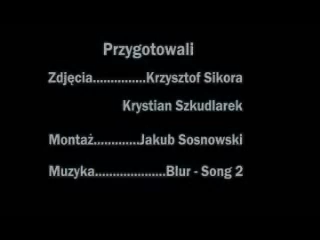 Przygotowali
Zdjęcia...............Krzysztof Sikora
Krystian Szkudlarek
Montaż.............Jakub Sosnowski
Muzyka....................Blur - Song 2